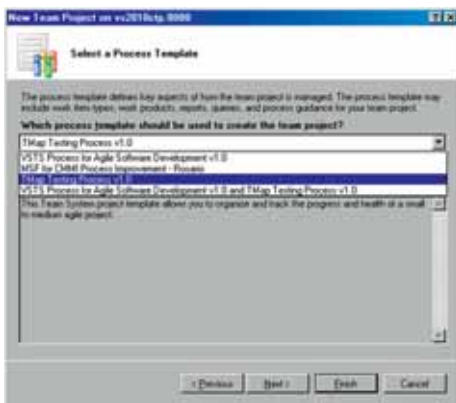 New Team Project on vs2010ctp:8080
Select a Process Template
The process template defines key aspects of how the team project is managed. The process template may
include work item types, work products, reports, queries, and process guidance for your team project.
Which process template should be used to create the team project?
TMap Testing Process v1.0
VSTS Process for Agile Software Development v1.0
MSF for CMMI Process Improvement - Rosario
TMap Testing Process v1.0
VSTS Process for Agile Software Development v1.0 and TMap Testing Process v1.0
This Team System project template allows you to organize and track the progress and health of a small
to medium agile project.
< Previous
Next >
Finish
Cancel